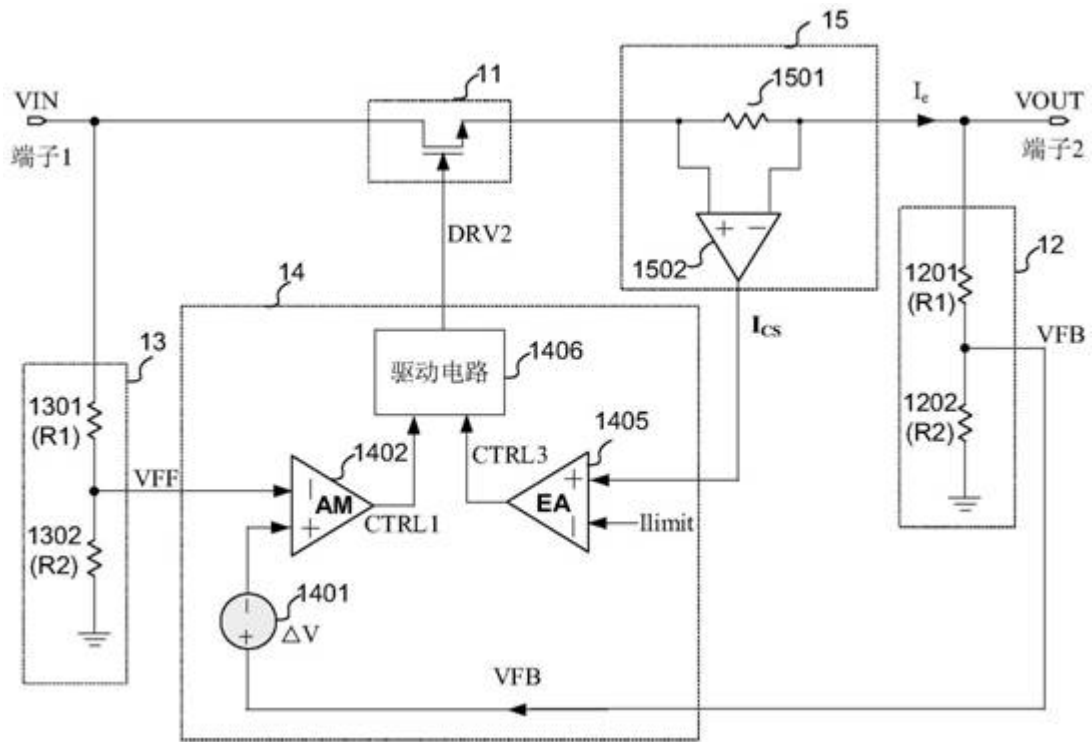 15
11
1501
VIN
I_e
VOUT
端子1
端子2
+ −
DRV2
1502
12
14
1201
(R1)
I_CS
VFB
13
驱动电路
1406
1202
(R2)
1301
(R1)
1402
CTRL3
1405
VFF
−
AM
+
CTRL1
+
EA
−
Ilimit
1302
(R2)
1401
−
+
△V
VFB